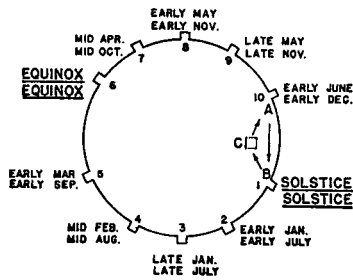 EARLY MAY
EARLY NOV.
8
MID APR.
MID OCT.
7
LATE MAY
LATE NOV.
9
EQUINOX
EQUINOX
6
10
EARLY JUNE
EARLY DEC.
A
C
B
EARLY MAR
EARLY SEP.
5
1
SOLSTICE
SOLSTICE
MID FEB.
MID AUG.
4
3
2
EARLY JAN.
EARLY JULY
LATE JAN.
LATE JULY